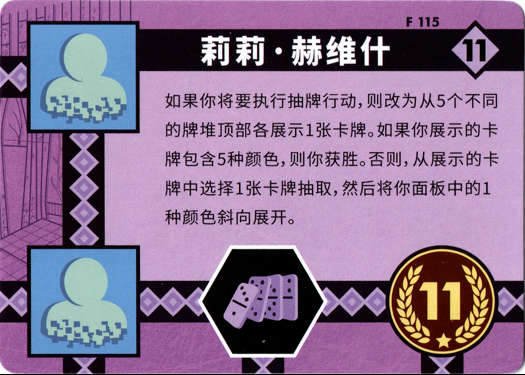 F 115
莉莉·赫维什
11
如果你将要执行抽牌行动,则改为从5个不同
的牌堆顶部各展示1张卡牌。如果你展示的卡
牌包含5种颜色,则你获胜。否则,从展示的卡
牌中选择1张卡牌抽取,然后将你面板中的1
种颜色斜向展开。
11